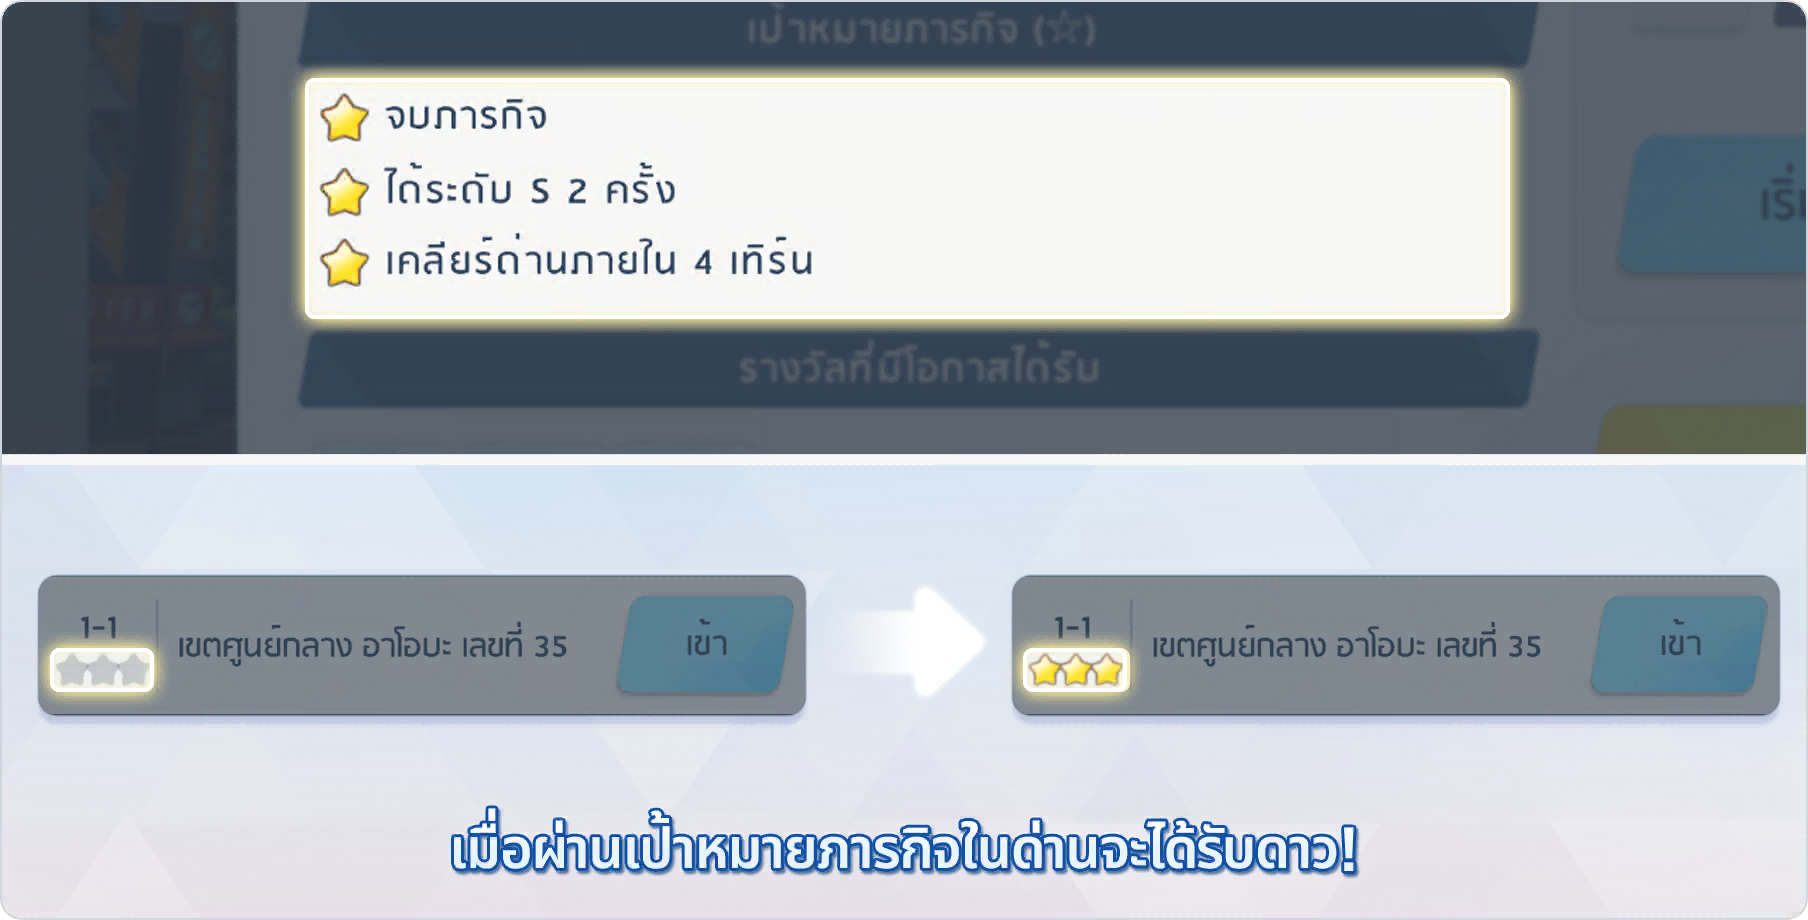 เป้าหมายภารกิจ (☆)
จบภารกิจ
ได้ระดับ S 2 ครั้ง
เคลียร์ด่านภายใน 4 เทิร์น
รางวัลที่มีโอกาสได้รับ
1-1
เขตศูนย์กลาง อาโอบะ เลขที่ 35
เข้า
1-1
เขตศูนย์กลาง อาโอบะ เลขที่ 35
เข้า
เมื่อผ่านเป้าหมายภารกิจในด่านจะได้รับดาว!